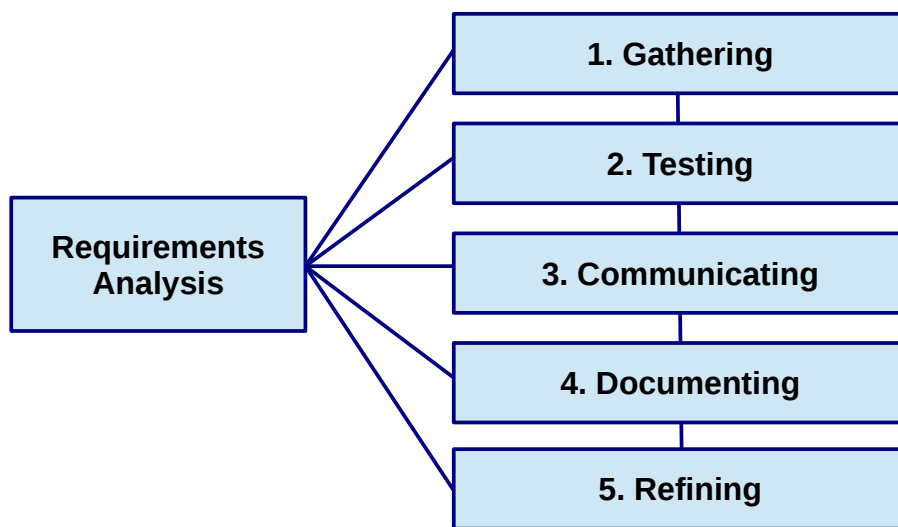 Requirements
Analysis
1. Gathering
2. Testing
3. Communicating
4. Documenting
5. Refining